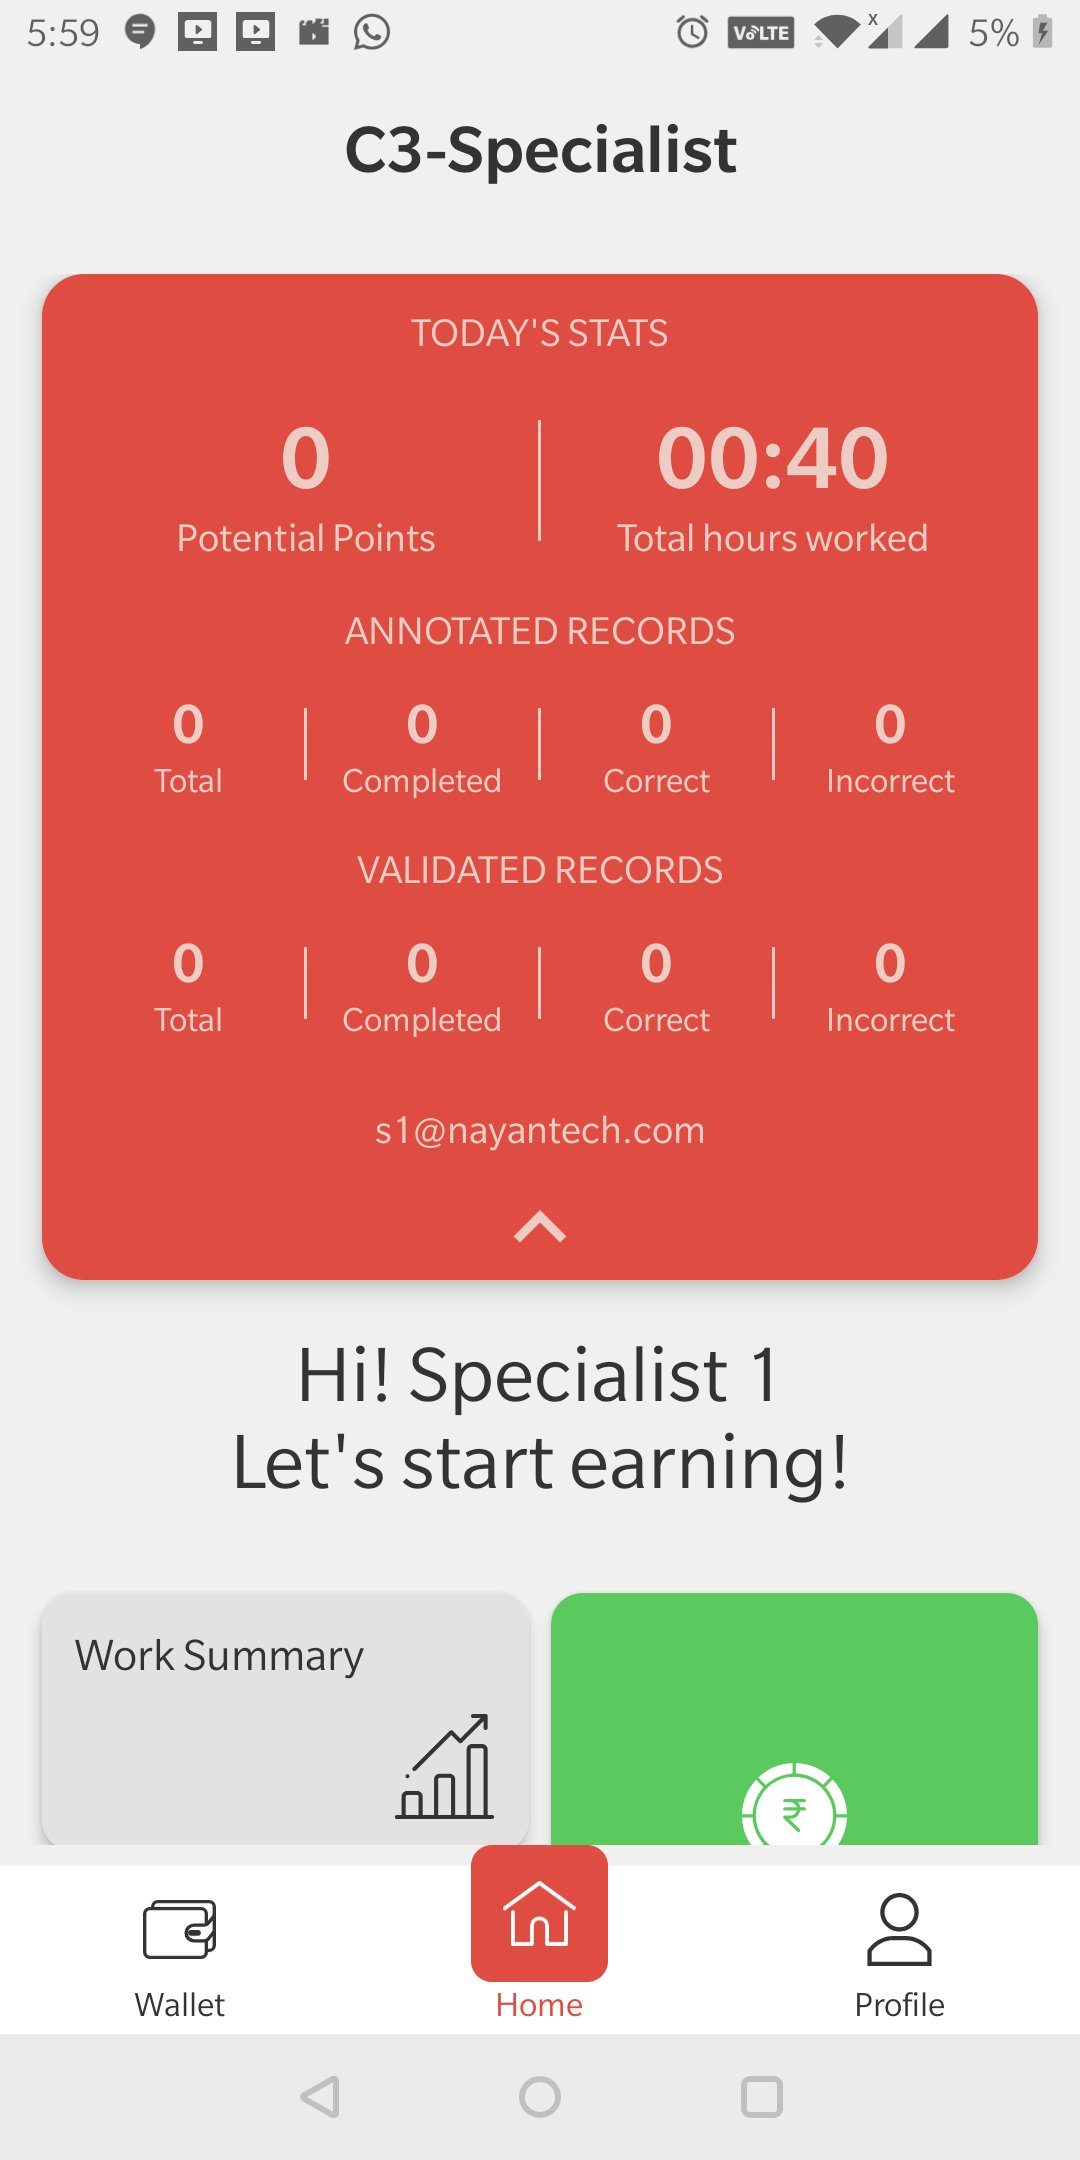 5:59 VoLTE x 5%
C3-Specialist
TODAY'S STATS
0 00:40
Potential Points Total hours worked
ANNOTATED RECORDS
0 0 0 0
Total Completed Correct Incorrect
VALIDATED RECORDS
0 0 0 0
Total Completed Correct Incorrect
s1@nayantech.com
Hi! Specialist 1
Let's start earning!
Work Summary
₹
Wallet Home Profile